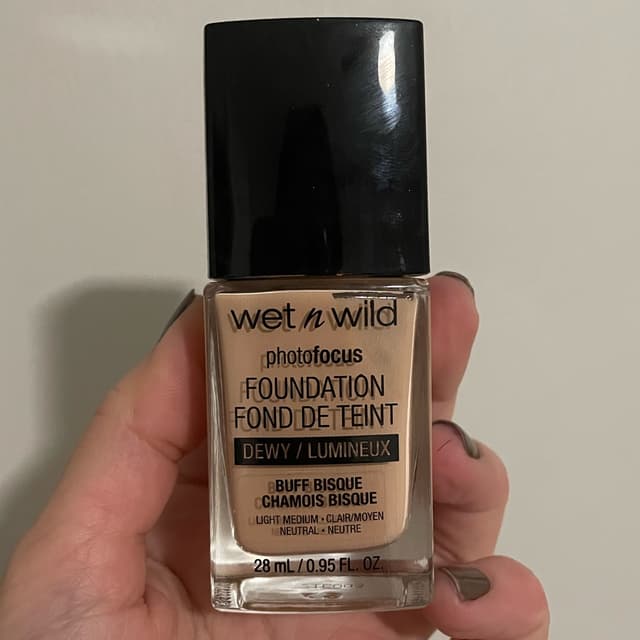 wet n wild
photofocus
FOUNDATION
FOND DE TEINT
DEWY / LUMINEUX
BUFF BISQUE
CHAMOIS BISQUE
LIGHT MEDIUM • CLAIR/MOYEN
NEUTRAL • NEUTRE
28 mL / 0.95 FL. OZ.